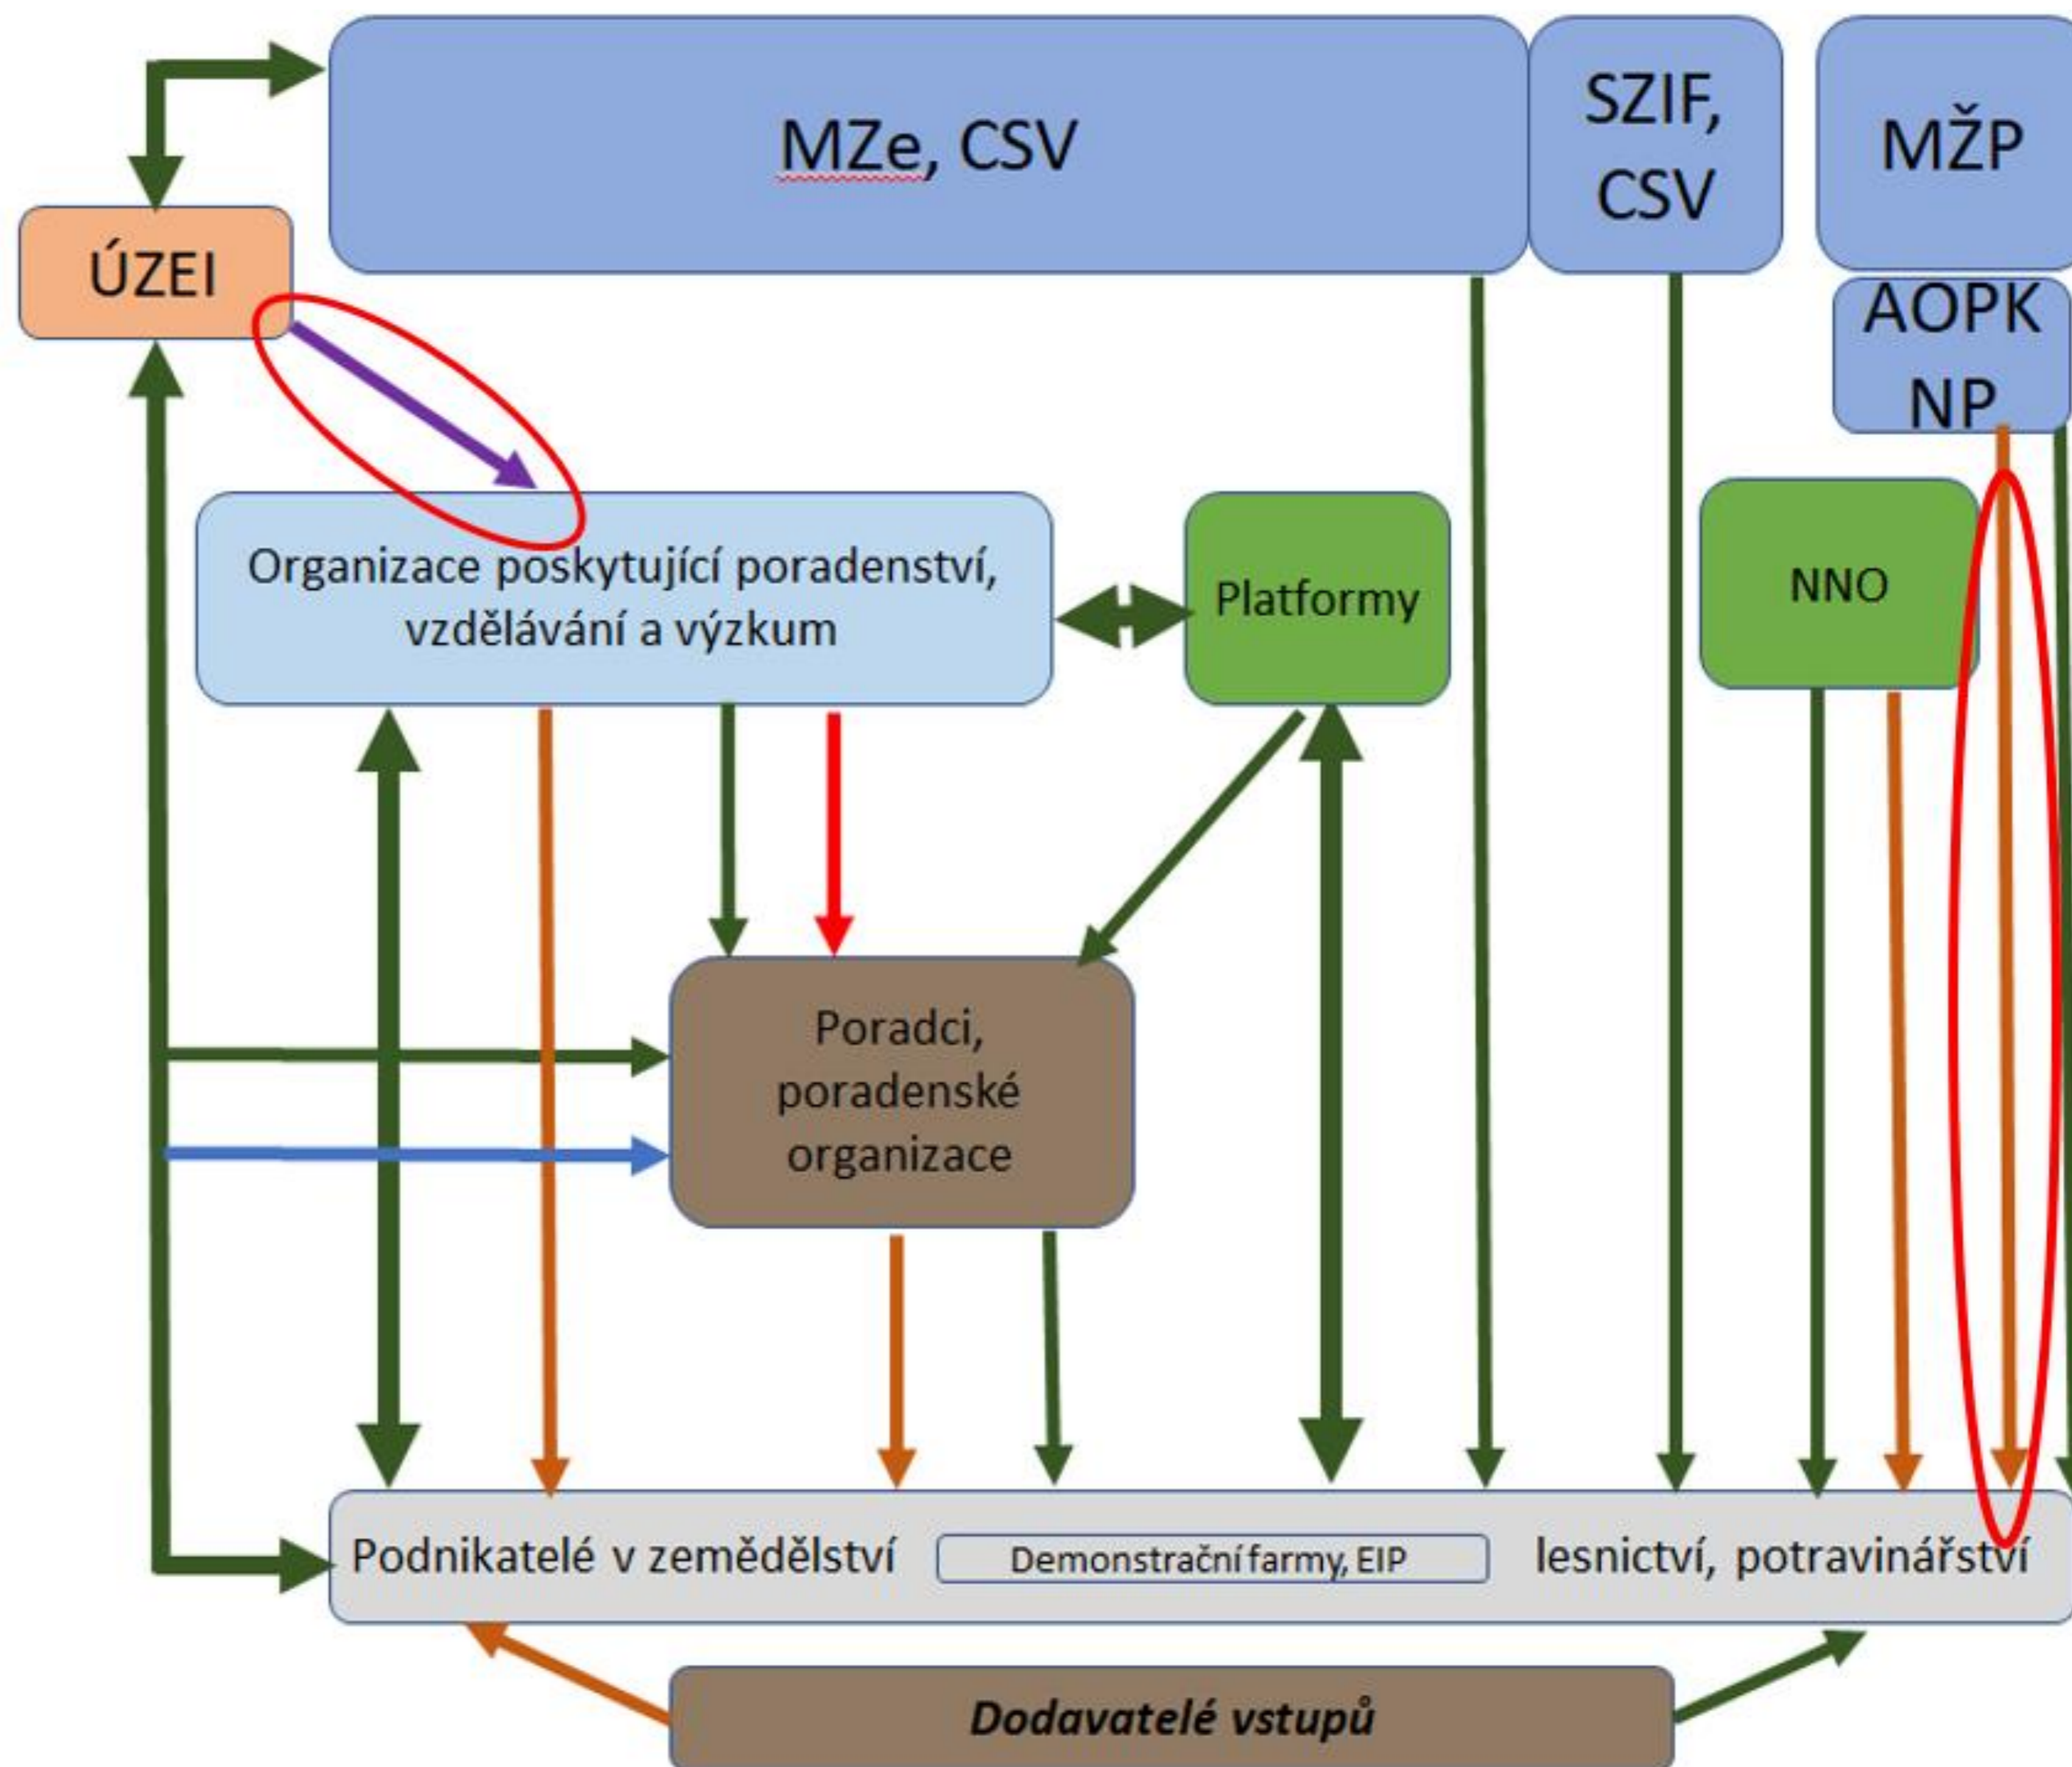 MZe, CSV
SZIF,
CSV
MŽP
ÚZEI
AOPK
NP
Organizace poskytující poradenství,
vzdělávání a výzkum
Platformy
NNO
Poradci,
poradenské
organizace
Podnikatelé v zemědělství
Demonstrační farmy, EIP
lesnictví, potravinářství
Dodavatelé vstupů